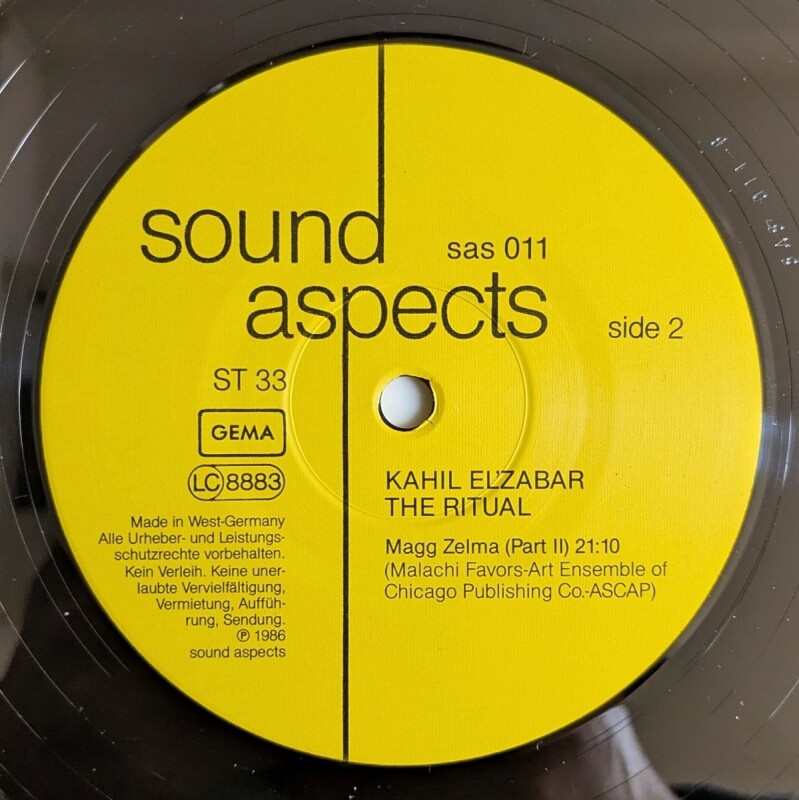 sound
sas 011
aspects
side 2
ST 33
GEMA
LC 8883
KAHIL EL'ZABAR
THE RITUAL
Magg Zelma (Part II) 21:10
(Malachi Favors-Art Ensemble of
Chicago Publishing Co.-ASCAP)
Made in West-Germany
Alle Urheber- und Leistungs-
schutzrechte vorbehalten.
Kein Verleih. Keine uner-
laubte Vervielfältigung,
Vermietung, Auffüh-
rung, Sendung.
℗ 1986
sound aspects